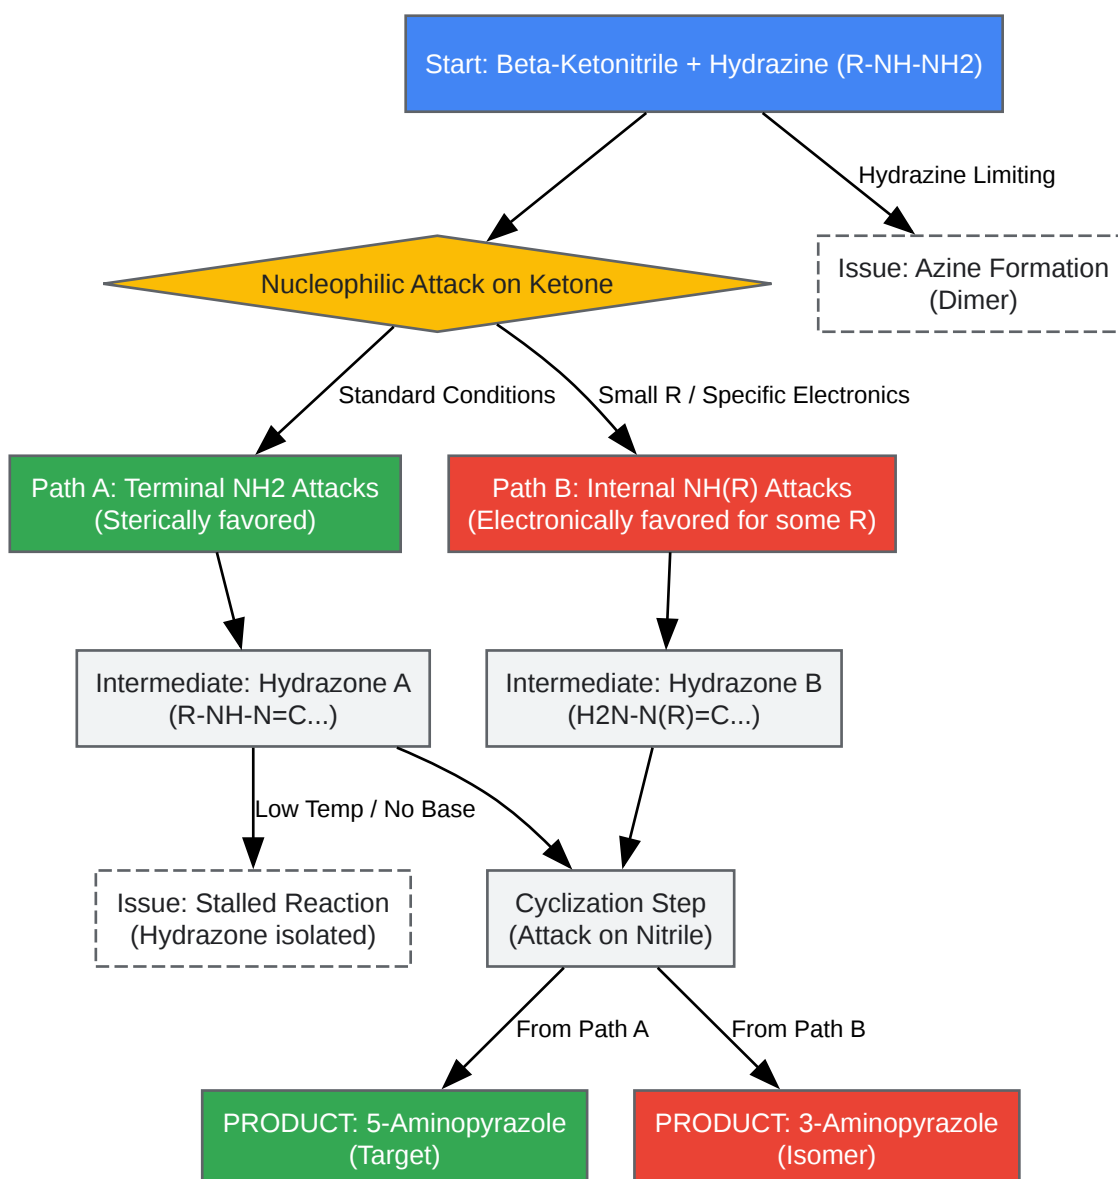 Start: Beta-Ketonitrile + Hydrazine (R-NH-NH2)
Hydrazine Limiting
Issue: Azine Formation
(Dimer)
Nucleophilic Attack on Ketone
Standard Conditions
Small R / Specific Electronics
Path A: Terminal NH2 Attacks
(Sterically favored)
Path B: Internal NH(R) Attacks
(Electronically favored for some R)
Intermediate: Hydrazone A
(R-NH-N=C...)
Intermediate: Hydrazone B
(H2N-N(R)=C...)
Low Temp / No Base
Issue: Stalled Reaction
(Hydrazone isolated)
Cyclization Step
(Attack on Nitrile)
From Path A
From Path B
PRODUCT: 5-Aminopyrazole
(Target)
PRODUCT: 3-Aminopyrazole
(Isomer)